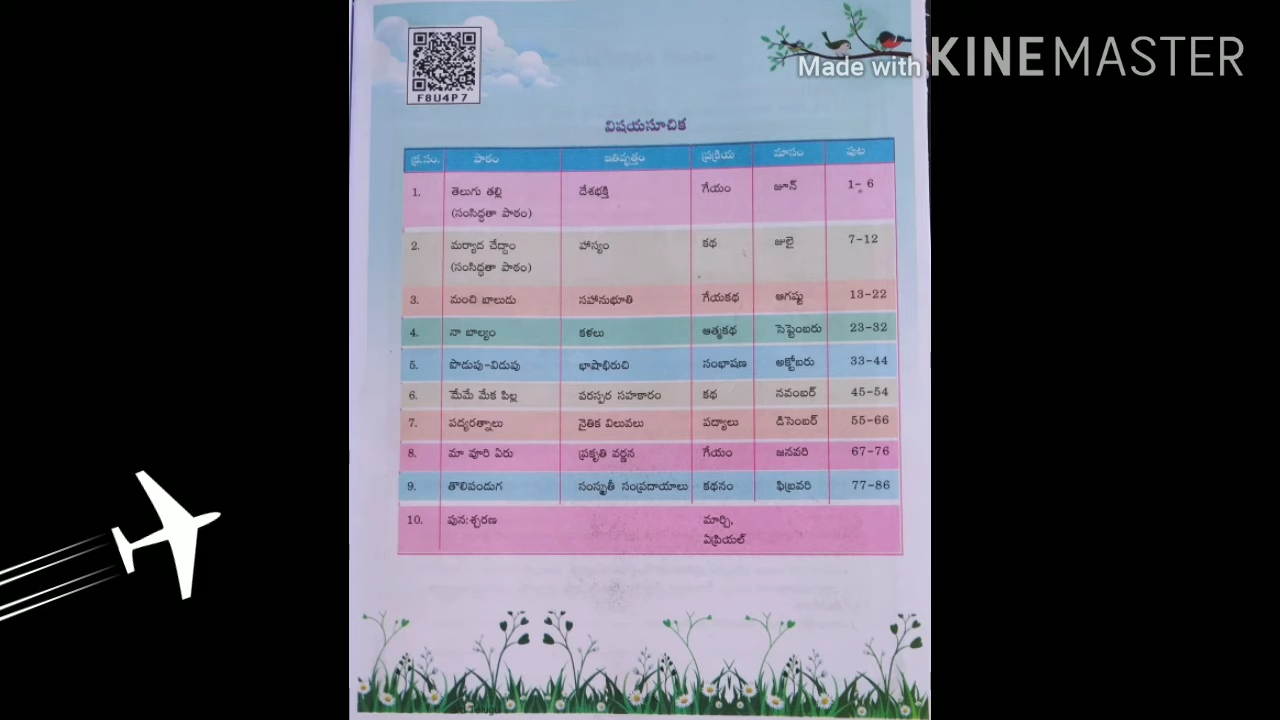 Made with KINEMASTER
F8U4P7
విషయసూచిక
క్ర.సం. పాఠం ఇతివృత్తం ప్రక్రియ మాసం పుట
1. తెలుగు తల్లి దేశభక్తి గేయం జూన్ 1- 6
(సంసిద్ధతా పాఠం)
2. మర్యాద చేద్దాం హాస్యం కథ జులై 7-12
(సంసిద్ధతా పాఠం)
3. మంచి బాలుడు సహానుభూతి గేయకథ ఆగష్టు 13-22
4. నా బాల్యం కళలు ఆత్మకథ సెప్టెంబరు 23-32
5. పొడుపు-విడుపు భాషాభిరుచి సంభాషణ అక్టోబరు 33-44
6. మేమే మేక పిల్ల పరస్పర సహకారం కథ నవంబర్ 45-54
7. పద్యరత్నాలు నైతిక విలువలు పద్యాలు డిసెంబర్ 55-66
8. మా వూరి ఏరు ప్రకృతి వర్ణన గేయం జనవరి 67-76
9. తొలిపండుగ సంస్కృతీ సంప్రదాయాలు కథనం ఫిబ్రవరి 77-86
10. పున:శ్చరణ మార్చి,
ఏప్రియల్
Telugu